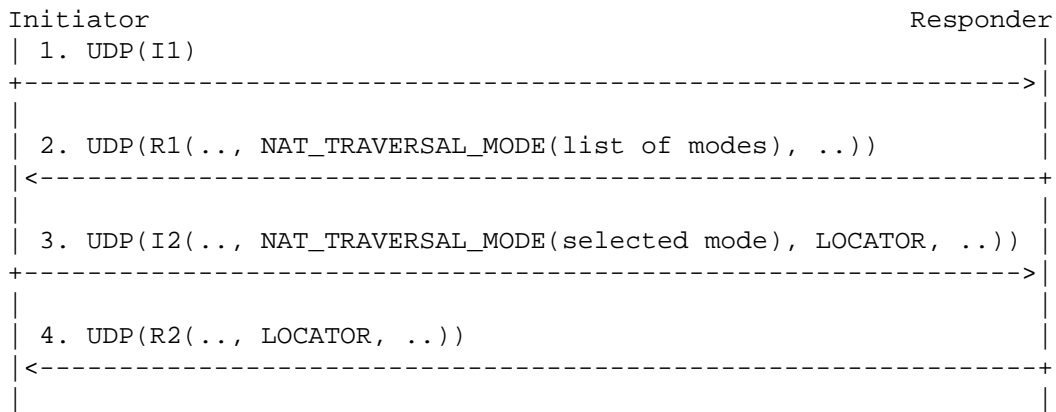 Initiator Responder
| 1. UDP(I1) |
+--------------------------------------------------------------->|
| |
| 2. UDP(R1(.., NAT_TRAVERSAL_MODE(list of modes), ..)) |
|<---------------------------------------------------------------+
| |
| 3. UDP(I2(.., NAT_TRAVERSAL_MODE(selected mode), LOCATOR, ..)) |
+--------------------------------------------------------------->|
| |
| 4. UDP(R2(.., LOCATOR, ..)) |
|<---------------------------------------------------------------+
| |